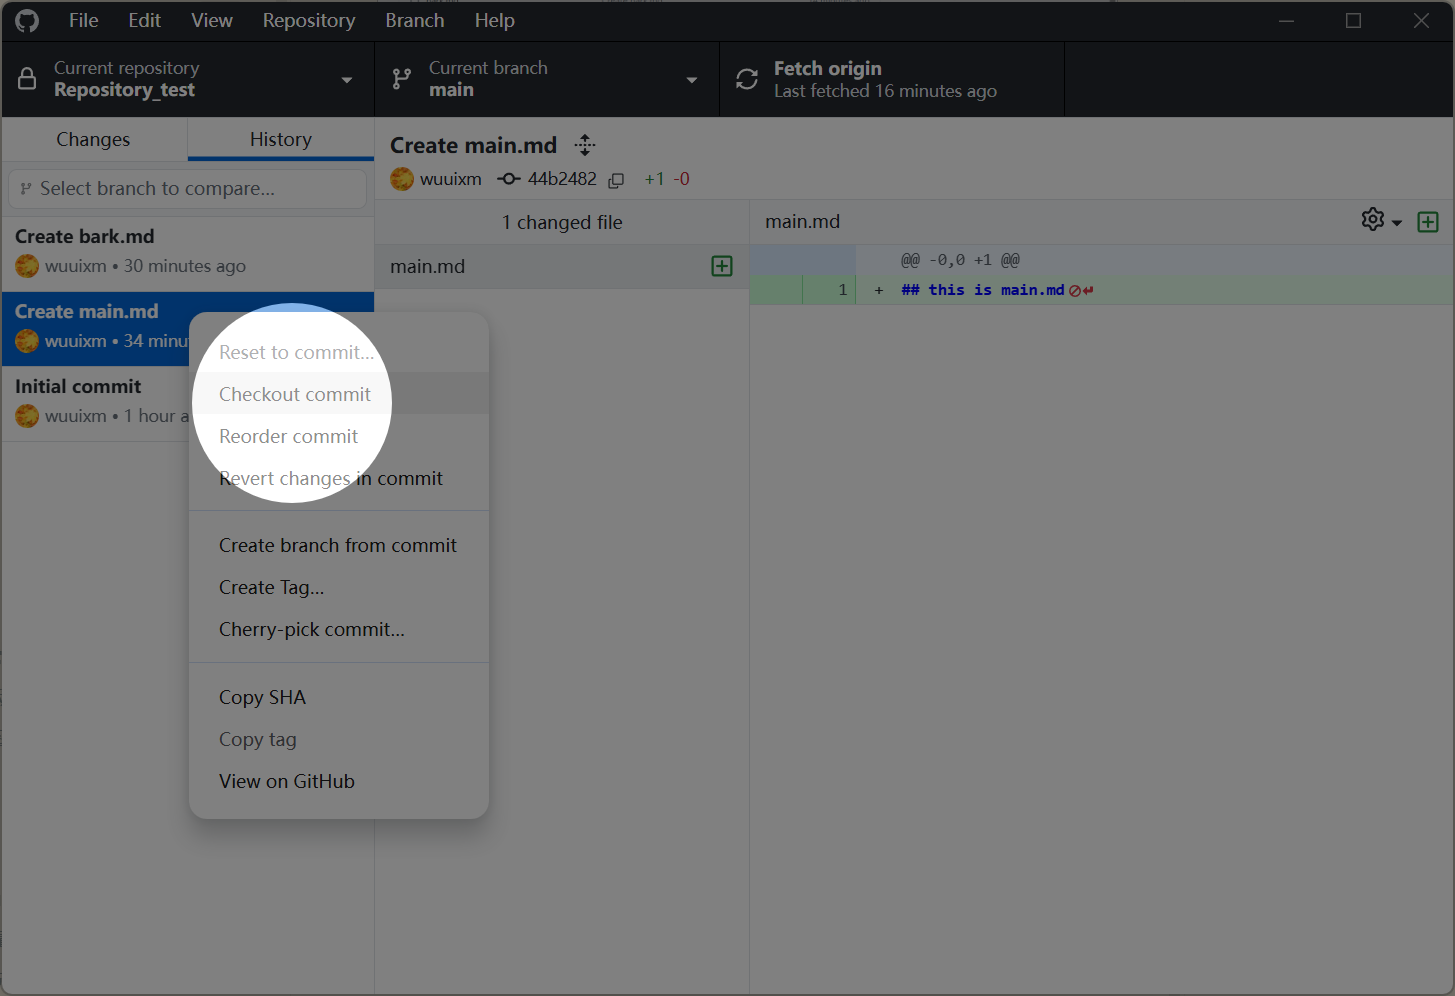 File Edit View Repository Branch Help
Current repository
Repository_test
Current branch
main
Fetch origin
Last fetched 16 minutes ago
Changes
History
Select branch to compare...
Create bark.md
wuuixm • 30 minutes ago
Create main.md
wuuixm • 34 minu
Initial commit
wuuixm • 1 hour a
Create main.md
wuuixm 44b2482 +1 -0
1 changed file
main.md
main.md
@@ -0,0 +1 @@
1 + ## this is main.md
Reset to commit...
Checkout commit
Reorder commit
Revert changes in commit
Create branch from commit
Create Tag...
Cherry-pick commit...
Copy SHA
Copy tag
View on GitHub